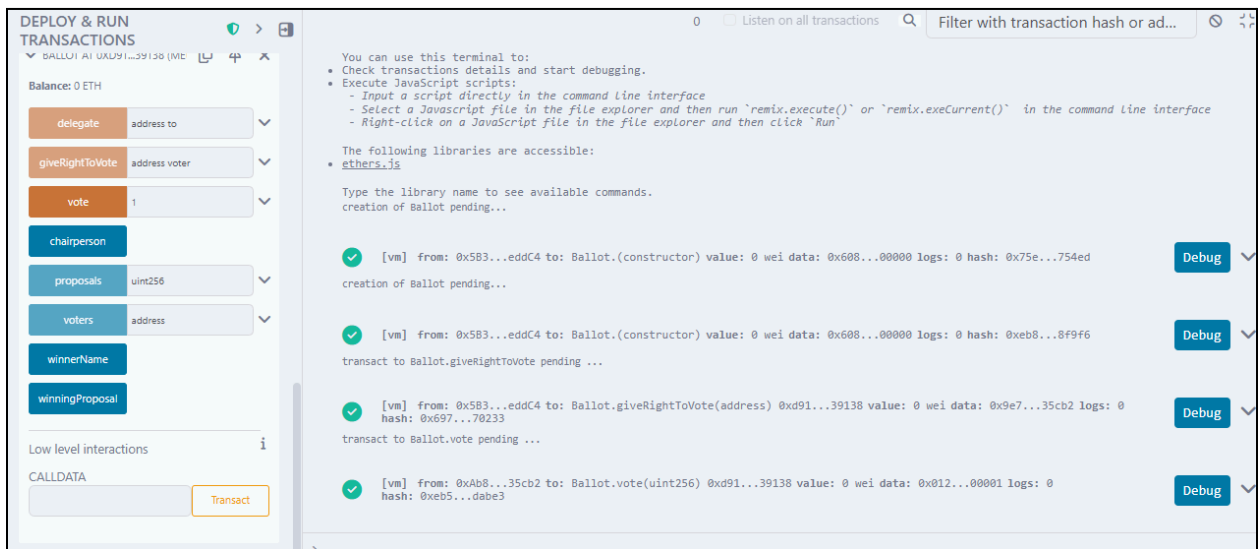 DEPLOY & RUN
TRANSACTIONS
BALLOT AT 0XD91...39138 (ME
Balance: 0 ETH
delegate address to
giveRightToVote address voter
vote 1
chairperson
proposals uint256
voters address
winnerName
winningProposal
Low level interactions i
CALLDATA
Transact
0 Listen on all transactions Filter with transaction hash or ad...
You can use this terminal to:
• Check transactions details and start debugging.
• Execute JavaScript scripts:
- Input a script directly in the command line interface
- Select a Javascript file in the file explorer and then run `remix.execute()` or `remix.exeCurrent()` in the command line interface
- Right-click on a JavaScript file in the file explorer and then click `Run`
The following libraries are accessible:
• ethers.js
Type the library name to see available commands.
creation of Ballot pending...
[vm] from: 0x5B3...eddC4 to: Ballot.(constructor) value: 0 wei data: 0x608...00000 logs: 0 hash: 0x75e...754ed
Debug
creation of Ballot pending...
[vm] from: 0x5B3...eddC4 to: Ballot.(constructor) value: 0 wei data: 0x608...00000 logs: 0 hash: 0xeb8...8f9f6
Debug
transact to Ballot.giveRightToVote pending ...
[vm] from: 0x5B3...eddC4 to: Ballot.giveRightToVote(address) 0xd91...39138 value: 0 wei data: 0x9e7...35cb2 logs: 0
hash: 0x697...70233
Debug
transact to Ballot.vote pending ...
[vm] from: 0xAb8...35cb2 to: Ballot.vote(uint256) 0xd91...39138 value: 0 wei data: 0x012...00001 logs: 0
hash: 0xeb5...dabe3
Debug
>